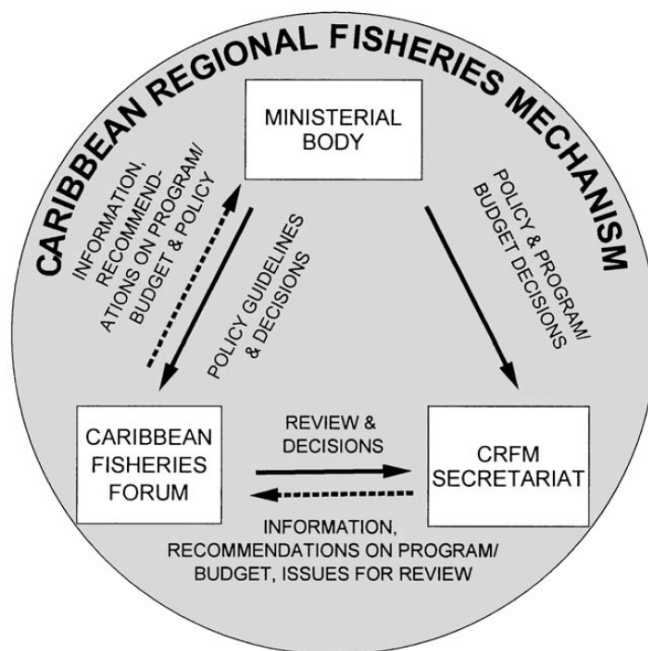 CARIBBEAN REGIONAL FISHERIES MECHANISM
MINISTERIAL
BODY
INFORMATION,
RECOMMEND-
ATIONS ON PROGRAM/
BUDGET & POLICY
POLICY GUIDELINES
& DECISIONS
POLICY & PROGRAM/
BUDGET DECISIONS
CARIBBEAN
FISHERIES
FORUM
REVIEW &
DECISIONS
CRFM
SECRETARIAT
INFORMATION,
RECOMMENDATIONS ON PROGRAM/
BUDGET, ISSUES FOR REVIEW